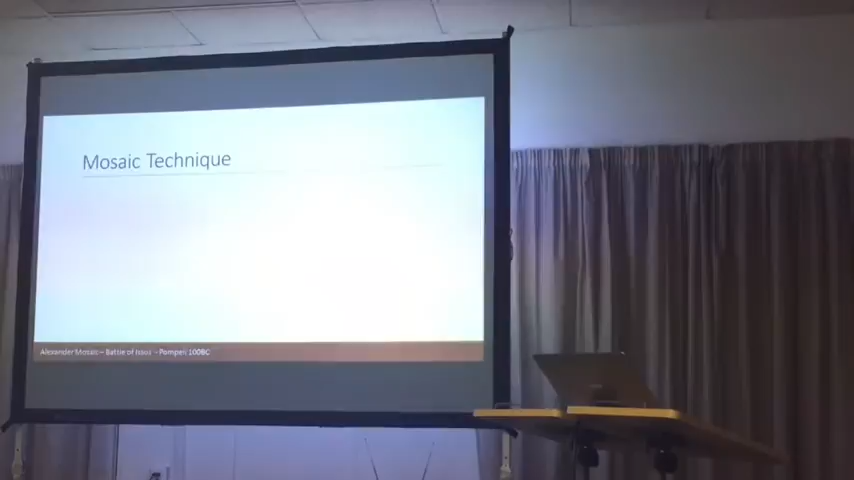 Mosaic Technique
Alexander Mosaic – Battle of Issos – Pompeii 100BC